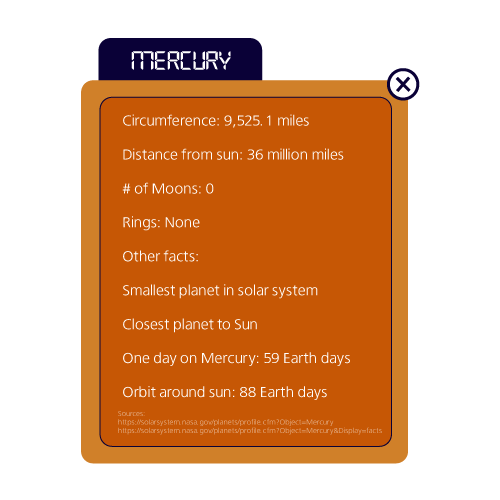 MERCURY
Circumference: 9,525.1 miles
Distance from sun: 36 million miles
# of Moons: 0
Rings: None
Other facts:
Smallest planet in solar system
Closest planet to Sun
One day on Mercury: 59 Earth days
Orbit around sun: 88 Earth days
Sources:
https://solarsystem.nasa.gov/planets/profile.cfm?Object=Mercury
https://solarsystem.nasa.gov/planets/profile.cfm?Object=Mercury&Display=facts